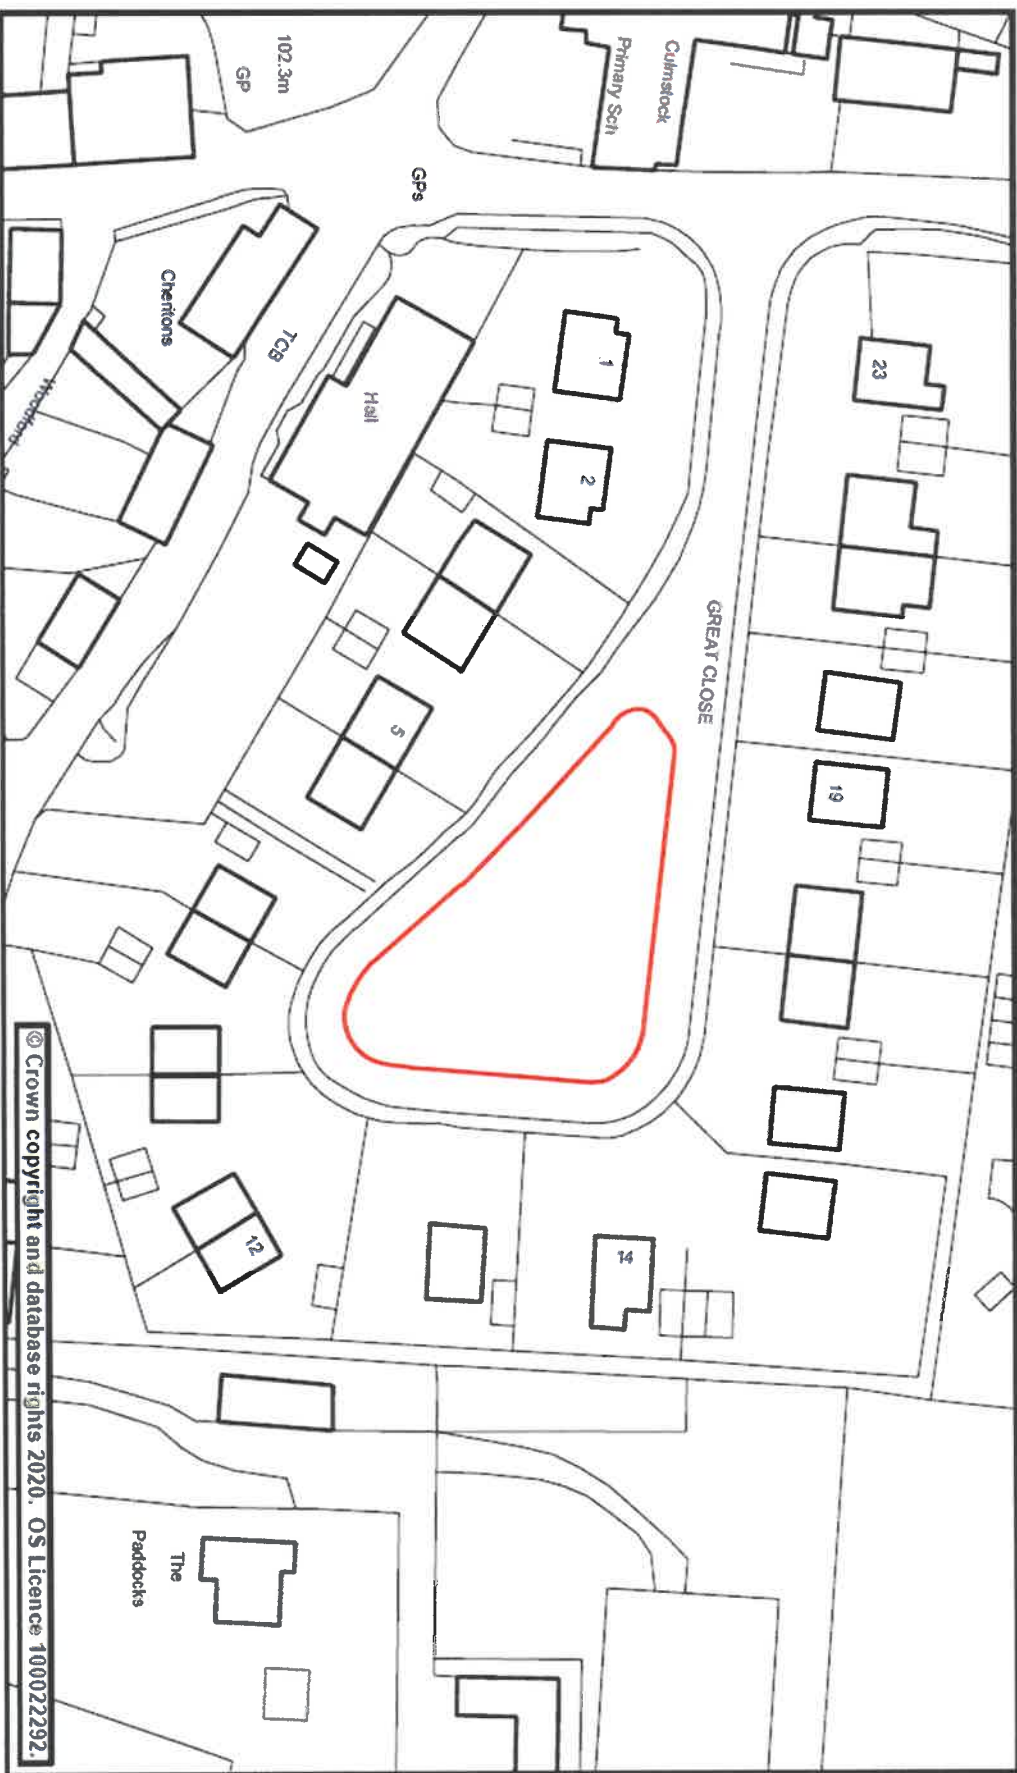 Culmstock
Primary Sch
102.3m
GP
GPs
Cheritons
TCB
Hall
Woodford
1
2
23
GREAT CLOSE
5
19
12
14
The
Paddocks
© Crown copyright and database rights 2020. OS Licence 100022292.